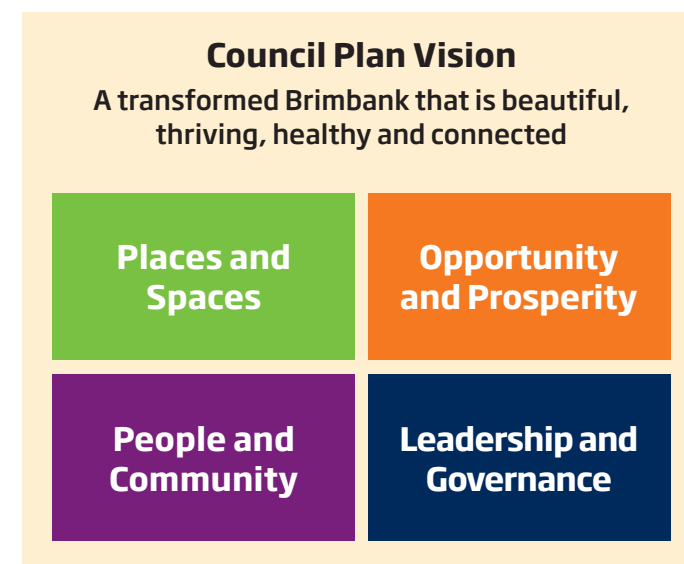 Council Plan Vision
A transformed Brimbank that is beautiful,
thriving, healthy and connected
Places and
Spaces
Opportunity
and Prosperity
People and
Community
Leadership and
Governance